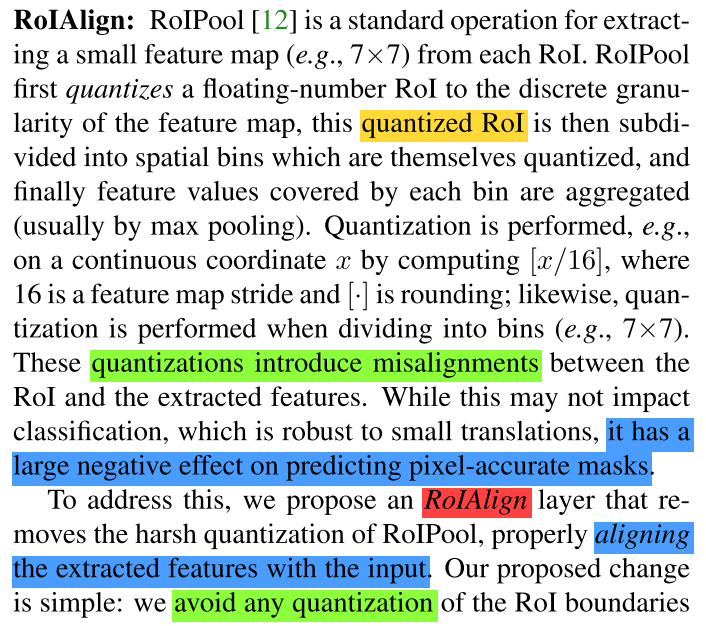 RoIAlign: RoIPool [12] is a standard operation for extract-
ing a small feature map (e.g., 7×7) from each RoI. RoIPool
first quantizes a floating-number RoI to the discrete granu-
larity of the feature map, this quantized RoI is then subdi-
vided into spatial bins which are themselves quantized, and
finally feature values covered by each bin are aggregated
(usually by max pooling). Quantization is performed, e.g.,
on a continuous coordinate x by computing [x/16], where
16 is a feature map stride and [·] is rounding; likewise, quan-
tization is performed when dividing into bins (e.g., 7×7).
These quantizations introduce misalignments between the
RoI and the extracted features. While this may not impact
classification, which is robust to small translations, it has a
large negative effect on predicting pixel-accurate masks.
To address this, we propose an RoIAlign layer that re-
moves the harsh quantization of RoIPool, properly aligning
the extracted features with the input. Our proposed change
is simple: we avoid any quantization of the RoI boundaries